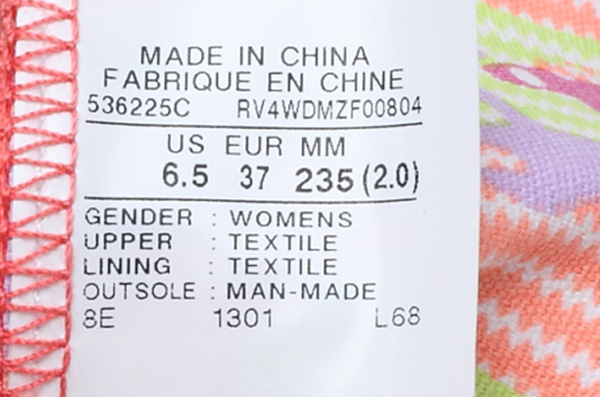 MADE IN CHINA
FABRIQUE EN CHINE
536225C RV4WDMZF00804
US EUR MM
6.5 37 235 (2.0)
GENDER : WOMENS
UPPER : TEXTILE
LINING : TEXTILE
OUTSOLE : MAN-MADE
8E 1301 L68